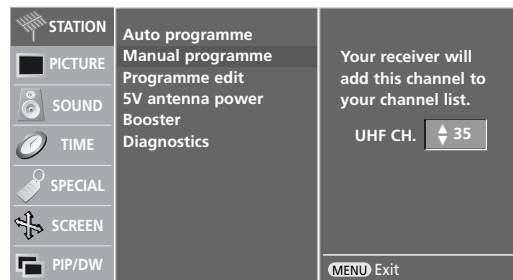 STATION
PICTURE
SOUND
TIME
SPECIAL
SCREEN
PIP/DW
Auto programme
Manual programme
Programme edit
5V antenna power
Booster
Diagnostics
Your receiver will
add this channel to
your channel list.
UHF CH. 35
MENU Exit